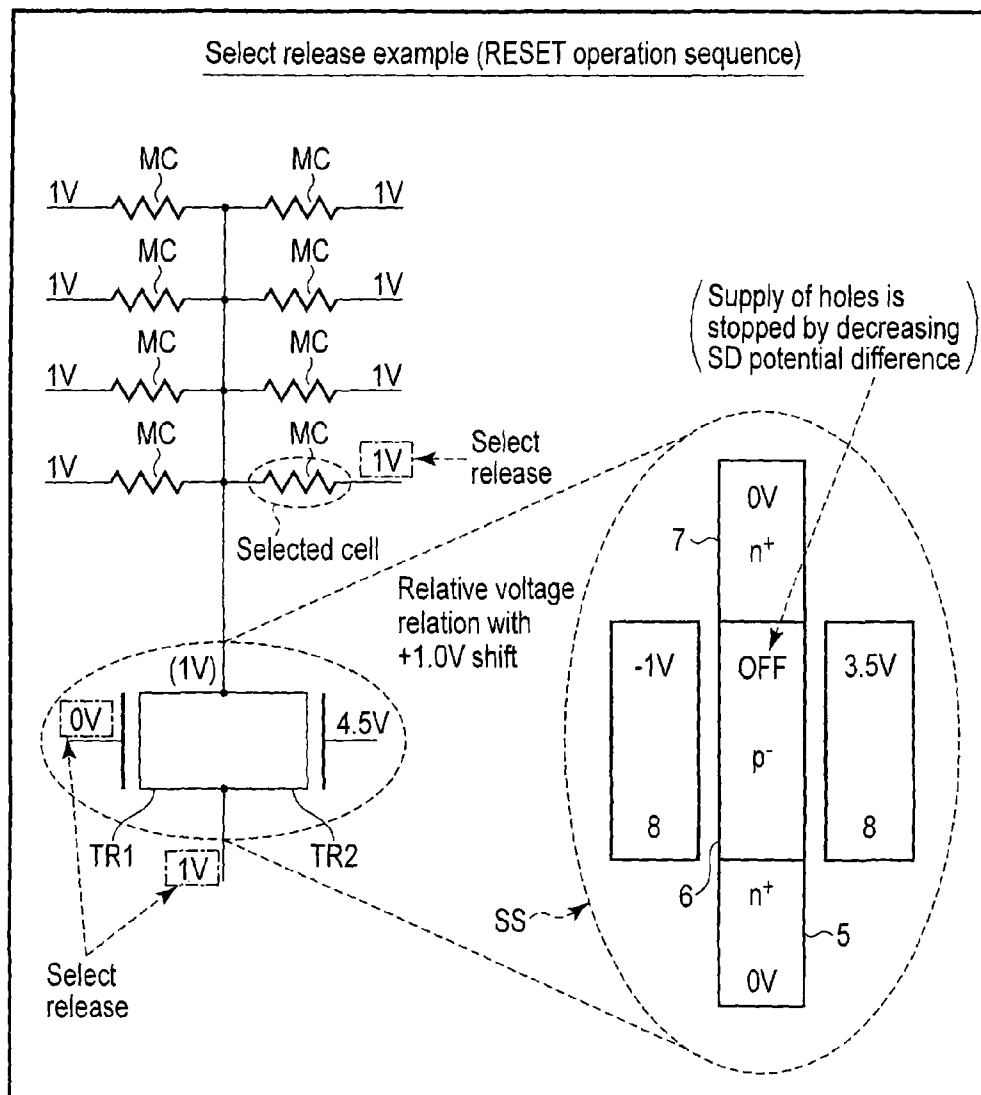 Select release example (RESET operation sequence)
MC MC
1V 1V
MC MC
1V 1V
MC MC
1V 1V
MC MC
1V 1V
Select
release
Selected cell
(Supply of holes is
stopped by decreasing
SD potential difference)
Relative voltage
relation with
+1.0V shift
(1V)
0V 4.5V
TR1 TR2
1V
Select
release
0V
7
n+
-1V OFF 3.5V
p-
8 8
6
n+
SS
5
0V